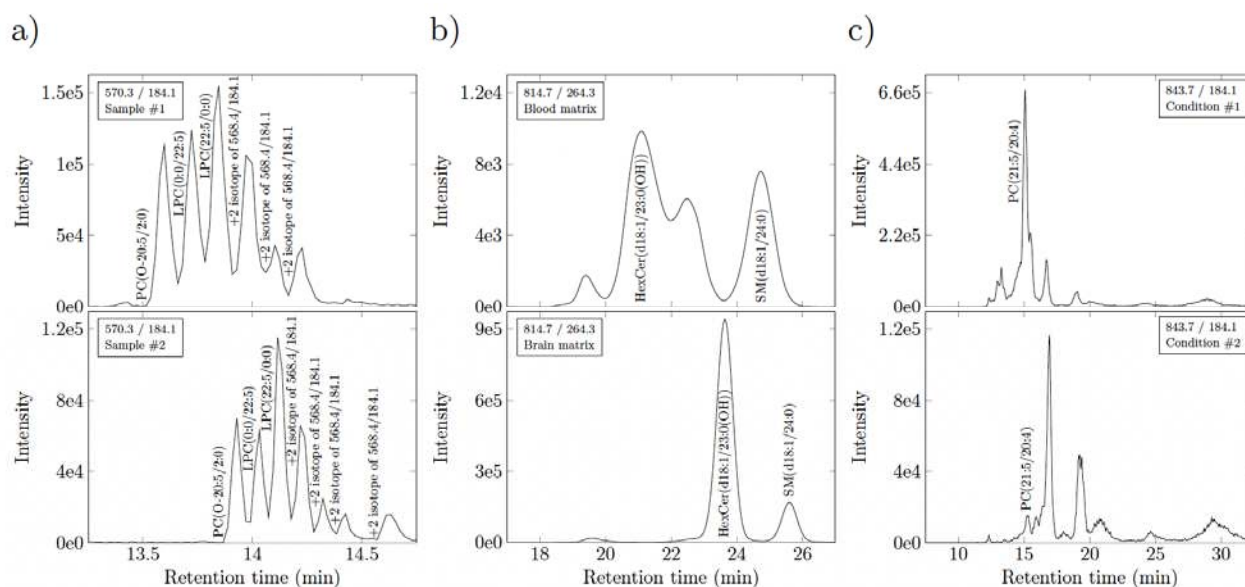 a)
b)
c)
570.3 / 184.1
Sample #1
1.5e5
1e5
5e4
0e0
Intensity
PC(O-20:5/2:0)
LPC(0:0/22:5)
LPC(22:5/0:0)
+2 isotope of 568.4/184.1
+2 isotope of 568.4/184.1
+2 isotope of 568.4/184.1
814.7 / 264.3
Blood matrix
1.2e4
8e3
4e3
0e0
Intensity
HexCer(d18:1/23:0(OH))
SM(d18:1/24:0)
843.7 / 184.1
Condition #1
6.6e5
4.4e5
2.2e5
0e0
Intensity
PC(21:5/20:4)
570.3 / 184.1
Sample #2
1.2e5
8e4
4e4
0e0
Intensity
PC(O-20:5/2:0)
LPC(0:0/22:5)
LPC(22:5/0:0)
+2 isotope of 568.4/184.1
+2 isotope of 568.4/184.1
+2 isotope of 568.4/184.1
+2 isotope of 568.4/184.1
13.5 14 14.5
Retention time (min)
814.7 / 264.3
Brain matrix
9e5
6e5
3e5
0e0
Intensity
HexCer(d18:1/23:0(OH))
SM(d18:1/24:0)
18 20 22 24 26
Retention time (min)
843.7 / 184.1
Condition #2
1.2e5
8e4
4e4
0e0
Intensity
PC(21:5/20:4)
10 15 20 25 30
Retention time (min)